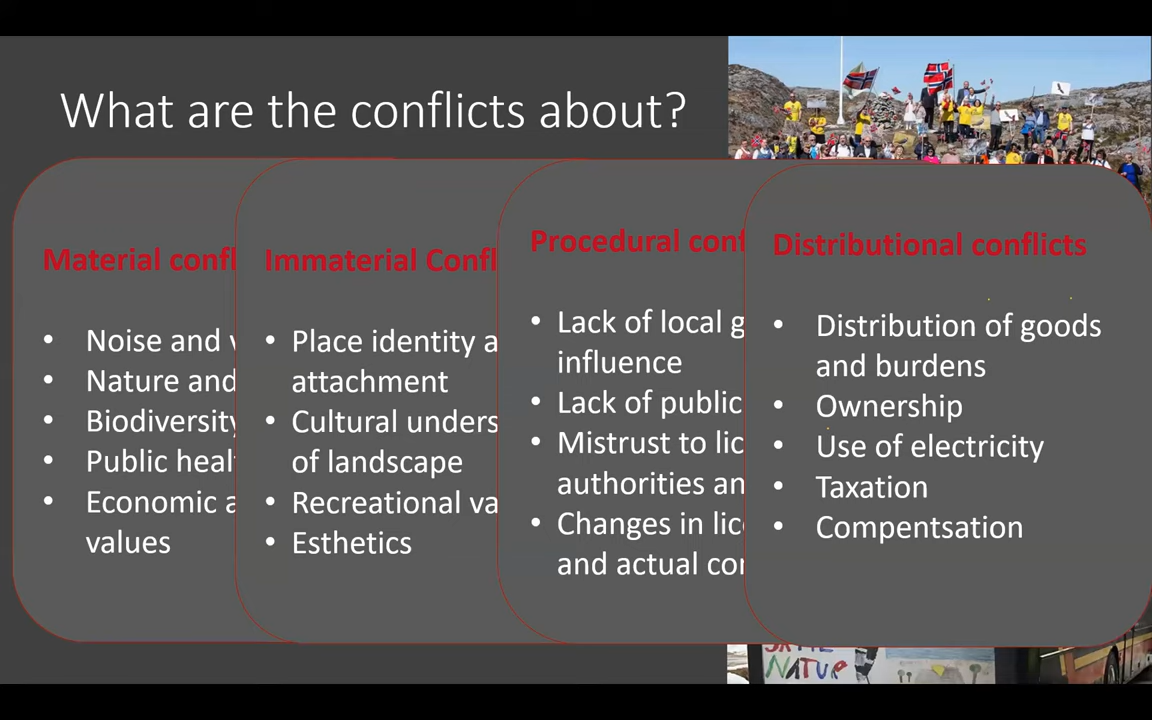 What are the conflicts about?
Material confl
• Noise and
• Nature and
• Biodiversity
• Public heal
• Economic a
values
Immaterial Confl
• Place identity a
attachment
• Cultural unders
of landscape
• Recreational va
• Esthetics
Procedural conf
• Lack of local g
influence
• Lack of public
• Mistrust to lic
authorities an
• Changes in lic
and actual co
Distributional conflicts
• Distribution of goods
and burdens
• Ownership
• Use of electricity
• Taxation
• Compentsation
NATUR